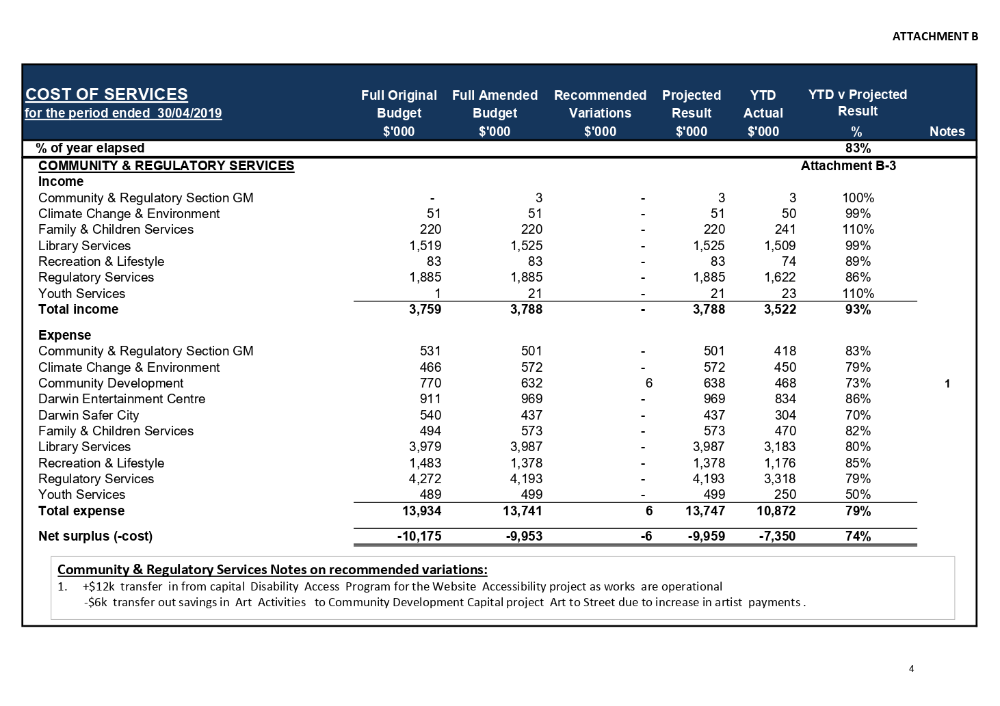 ATTACHMENT B
COST OF SERVICES Full Original Full Amended Recommended Projected YTD YTD v Projected
for the period ended 30/04/2019 Budget Budget Variations Result Actual Result
$'000 $'000 $'000 $'000 $'000 % Notes
% of year elapsed 83%
COMMUNITY & REGULATORY SERVICES Attachment B-3
Income
Community & Regulatory Section GM - 3 - 3 3 100%
Climate Change & Environment 51 51 - 51 50 99%
Family & Children Services 220 220 - 220 241 110%
Library Services 1,519 1,525 - 1,525 1,509 99%
Recreation & Lifestyle 83 83 - 83 74 89%
Regulatory Services 1,885 1,885 - 1,885 1,622 86%
Youth Services 1 21 - 21 23 110%
Total income 3,759 3,788 - 3,788 3,522 93%
Expense
Community & Regulatory Section GM 531 501 - 501 418 83%
Climate Change & Environment 466 572 - 572 450 79%
Community Development 770 632 6 638 468 73% 1
Darwin Entertainment Centre 911 969 - 969 834 86%
Darwin Safer City 540 437 - 437 304 70%
Family & Children Services 494 573 - 573 470 82%
Library Services 3,979 3,987 - 3,987 3,183 80%
Recreation & Lifestyle 1,483 1,378 - 1,378 1,176 85%
Regulatory Services 4,272 4,193 - 4,193 3,318 79%
Youth Services 489 499 - 499 250 50%
Total expense 13,934 13,741 6 13,747 10,872 79%
Net surplus (-cost) -10,175 -9,953 -6 -9,959 -7,350 74%
Community & Regulatory Services Notes on recommended variations:
1. +$12k transfer in from capital Disability Access Program for the Website Accessibility project as works are operational
-$6k transfer out savings in Art Activities to Community Development Capital project Art to Street due to increase in artist payments .
4